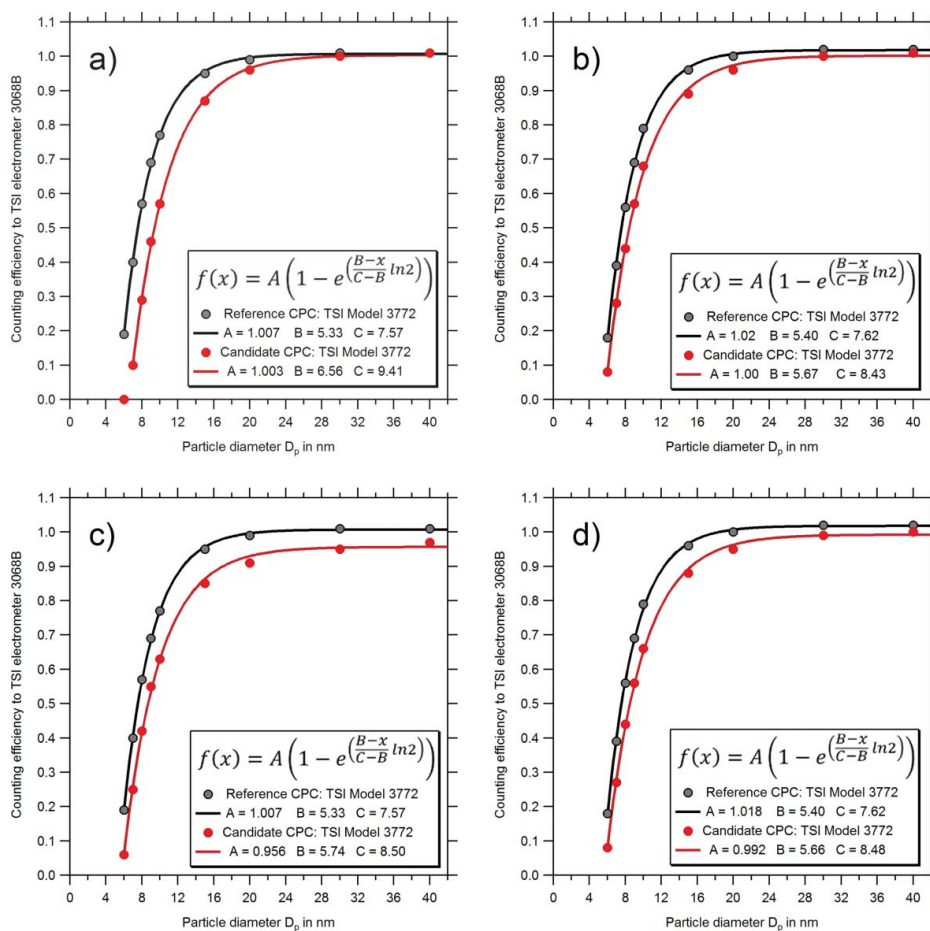 a)
Counting efficiency to TSI electrometer 3068B
1.1
1.0
0.9
0.8
0.7
0.6
0.5
0.4
0.3
0.2
0.1
0.0
f(x) = A(1 − e^((B−x)/(C−B) ln2))
Reference CPC: TSI Model 3772
A = 1.007 B = 5.33 C = 7.57
Candidate CPC: TSI Model 3772
A = 1.003 B = 6.56 C = 9.41
0 4 8 12 16 20 24 28 32 36 40
Particle diameter Dp in nm
b)
Counting efficiency to TSI electrometer 3068B
1.1
1.0
0.9
0.8
0.7
0.6
0.5
0.4
0.3
0.2
0.1
0.0
f(x) = A(1 − e^((B−x)/(C−B) ln2))
Reference CPC: TSI Model 3772
A = 1.02 B = 5.40 C = 7.62
Candidate CPC: TSI Model 3772
A = 1.00 B = 5.67 C = 8.43
0 4 8 12 16 20 24 28 32 36 40
Particle diameter Dp in nm
c)
Counting efficiency to TSI electrometer 3068B
1.1
1.0
0.9
0.8
0.7
0.6
0.5
0.4
0.3
0.2
0.1
0.0
f(x) = A(1 − e^((B−x)/(C−B) ln2))
Reference CPC: TSI Model 3772
A = 1.007 B = 5.33 C = 7.57
Candidate CPC: TSI Model 3772
A = 0.956 B = 5.74 C = 8.50
0 4 8 12 16 20 24 28 32 36 40
Particle diameter Dp in nm
d)
Counting efficiency to TSI electrometer 3068B
1.1
1.0
0.9
0.8
0.7
0.6
0.5
0.4
0.3
0.2
0.1
0.0
f(x) = A(1 − e^((B−x)/(C−B) ln2))
Reference CPC: TSI Model 3772
A = 1.018 B = 5.40 C = 7.62
Candidate CPC: TSI Model 3772
A = 0.992 B = 5.66 C = 8.48
0 4 8 12 16 20 24 28 32 36 40
Particle diameter Dp in nm